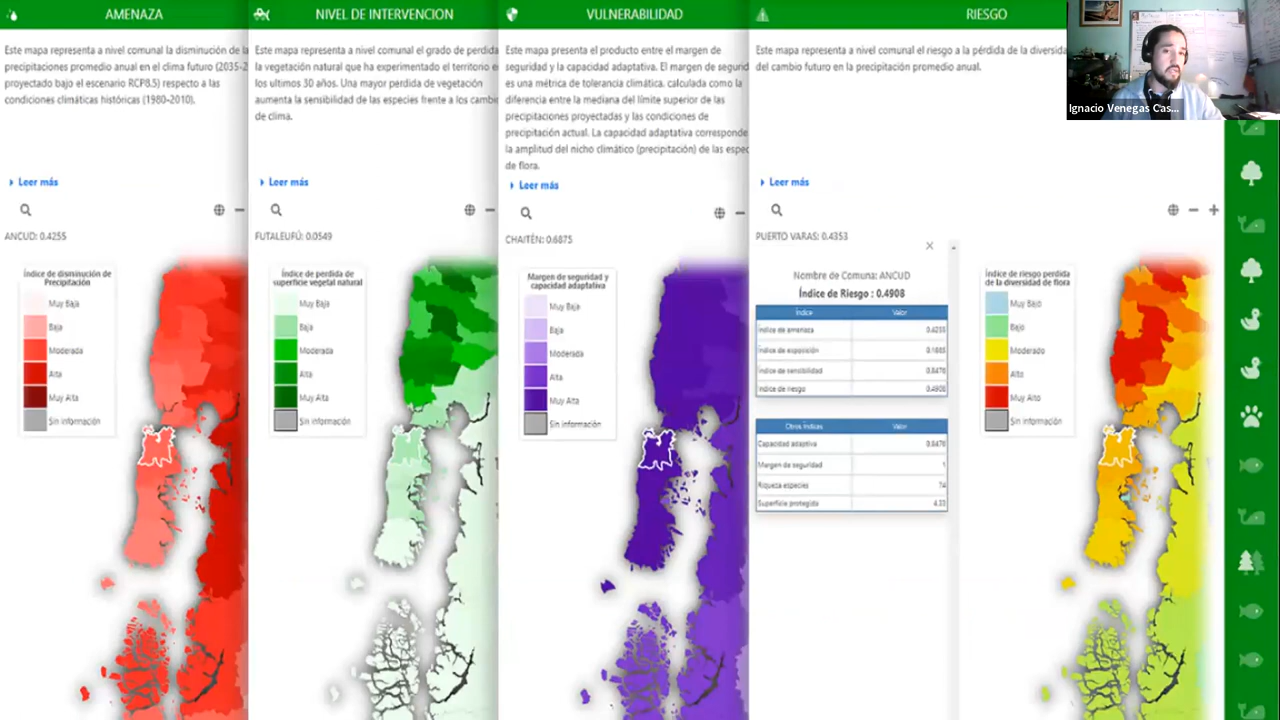 AMENAZA
Este mapa representa a nivel comunal la disminución de la
precipitaciones promedio anual en el clima futuro (2035-2
proyectado bajo el escenario RCP8.5) respecto a las
condiciones climáticas históricas (1980-2010).
Leer más
ANCUD: 0.4255
Índice de disminución de
Precipitación
Muy Baja
Baja
Moderada
Alta
Muy Alta
Sin información
NIVEL DE INTERVENCION
Este mapa representa a nivel comunal el grado de perdida
la vegetación natural que ha experimentado el territorio e
los ultimos 30 años. Una mayor perdida de vegetación
aumenta la sensibilidad de las especies frente a los cambio
de clima.
Leer más
FUTALEUFÚ: 0.0549
Índice de perdida de
superficie vegetal natural
Muy Baja
Baja
Moderada
Alta
Muy Alta
Sin información
VULNERABILIDAD
Este mapa presenta el producto entre el margen de
seguridad y la capacidad adaptativa. El margen de segurid
es una métrica de tolerancia climática, calculada como la
diferencia entre la mediana del límite superior de las
precipitaciones proyectadas y las condiciones de
precipitación actual. La capacidad adaptativa corresponde
la amplitud del nicho climático (precipitación) de las espec
de flora.
Leer más
CHAITÉN: 0.6875
Margen de seguridad y
capacidad adaptativa
Muy Baja
Baja
Moderada
Alta
Muy Alta
Sin información
RIESGO
Este mapa representa a nivel comunal el riesgo a la pérdida de la diversida
del cambio futuro en la precipitación promedio anual.
Leer más
PUERTO VARAS: 0.4353
Nombre de Comuna: ANCUD
Índice de Riesgo : 0.4908
Índice Valor
Índice de amenaza 0.4255
Índice de exposición
Índice de sensibilidad 0.8476
Índice de riesgo 0.4908
Otros índices Valor
Capacidad adaptativa 0.8476
Margen de seguridad 1
Riqueza especies 74
Superficie protegida
Índice de riesgo perdida
de la diversidad de flora
Muy Bajo
Bajo
Moderado
Alto
Muy Alto
Sin información
Ignacio Venegas Cas...